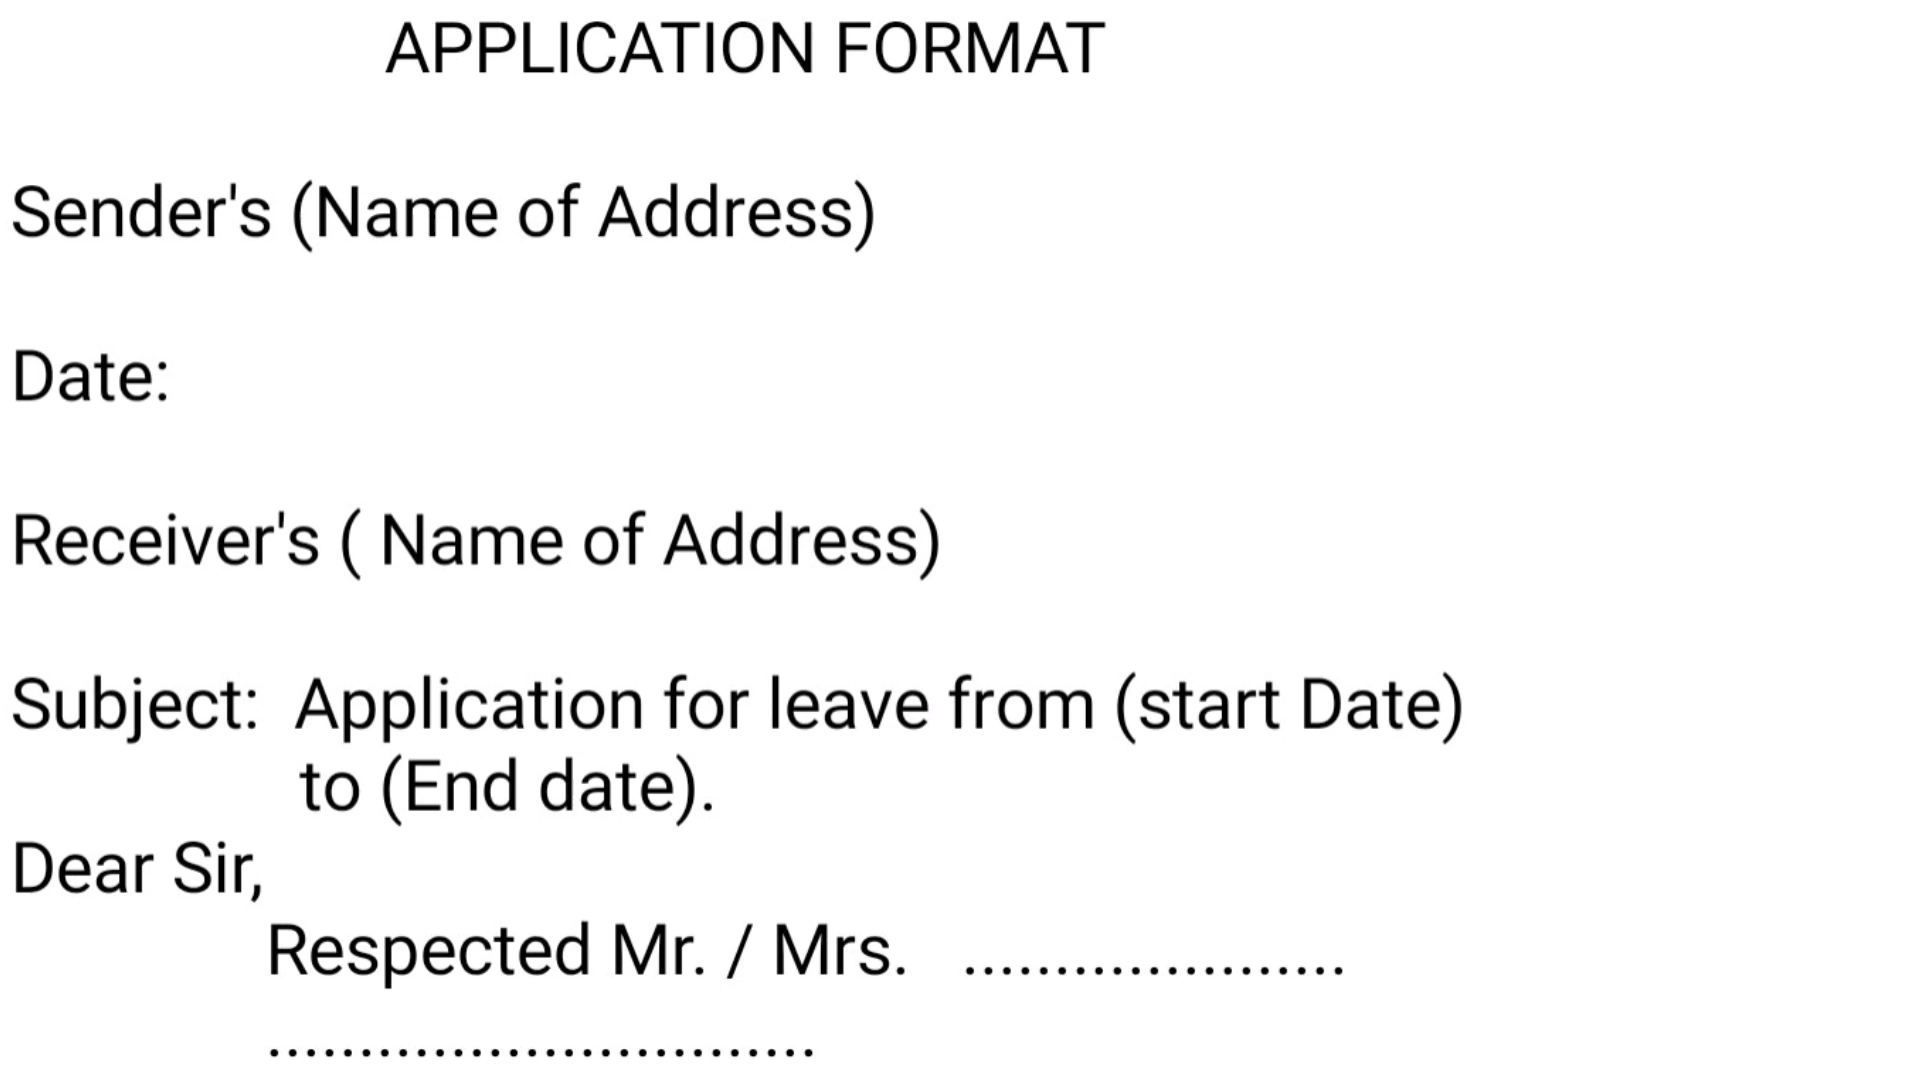 APPLICATION FORMAT
Sender's (Name of Address)
Date:
Receiver's ( Name of Address)
Subject:  Application for leave from (start Date)
to (End date).
Dear Sir,
Respected Mr. / Mrs.   .....................
..............................